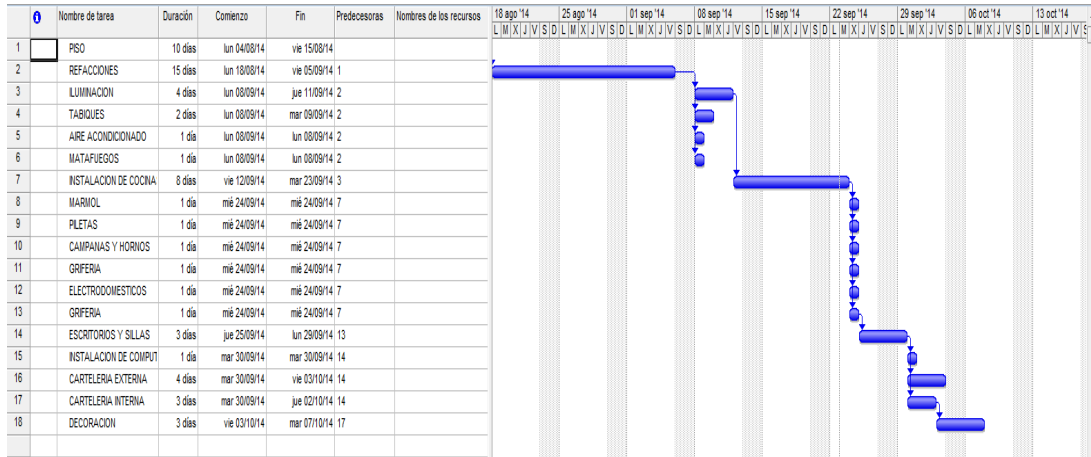 Nombre de tarea Duración Comienzo Fin Predecesoras Nombres de los recursos
18 ago '14 25 ago '14 01 sep '14 08 sep '14 15 sep '14 22 sep '14 29 sep '14 06 oct '14 13 oct '14
L M X J V S D L M X J V S D L M X J V S D L M X J V S D L M X J V S D L M X J V S D L M X J V S D L M X J V S D L M X J V S
1 PISO 10 días lun 04/08/14 vie 15/08/14
2 REFACCIONES 15 días lun 18/08/14 vie 05/09/14 1
3 ILUMINACION 4 días lun 08/09/14 jue 11/09/14 2
4 TABIQUES 2 días lun 08/09/14 mar 09/09/14 2
5 AIRE ACONDICIONADO 1 día lun 08/09/14 lun 08/09/14 2
6 MATAFUEGOS 1 día lun 08/09/14 lun 08/09/14 2
7 INSTALACION DE COCINA 8 días vie 12/09/14 mar 23/09/14 3
8 MARMOL 1 día mié 24/09/14 mié 24/09/14 7
9 PILETAS 1 día mié 24/09/14 mié 24/09/14 7
10 CAMPANAS Y HORNOS 1 día mié 24/09/14 mié 24/09/14 7
11 GRIFERIA 1 día mié 24/09/14 mié 24/09/14 7
12 ELECTRODOMESTICOS 1 día mié 24/09/14 mié 24/09/14 7
13 GRIFERIA 1 día mié 24/09/14 mié 24/09/14 7
14 ESCRITORIOS Y SILLAS 3 días jue 25/09/14 lun 29/09/14 13
15 INSTALACION DE COMPUT 1 día mar 30/09/14 mar 30/09/14 14
16 CARTELERIA EXTERNA 4 días mar 30/09/14 vie 03/10/14 14
17 CARTELERIA INTERNA 3 días mar 30/09/14 jue 02/10/14 14
18 DECORACION 3 días vie 03/10/14 mar 07/10/14 17